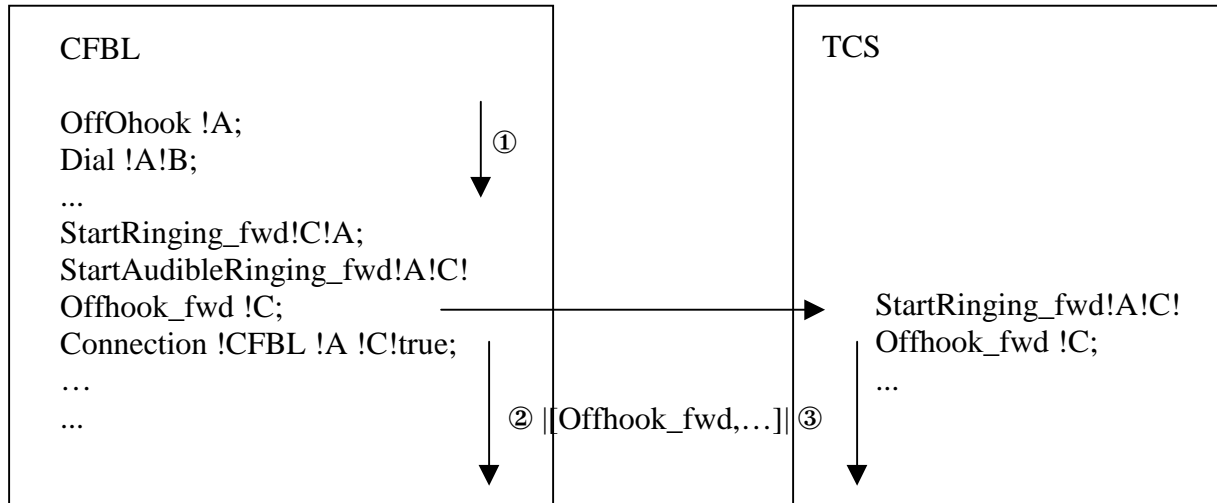 CFBL
OffOhook !A;
Dial !A!B;
...
StartRinging_fwd!C!A;
StartAudibleRinging_fwd!A!C!
Offhook_fwd !C;
Connection !CFBL !A !C!true;
…
...
①
② |[Offhook_fwd,…]| ③
TCS
StartRinging_fwd!A!C!
Offhook_fwd !C;
...